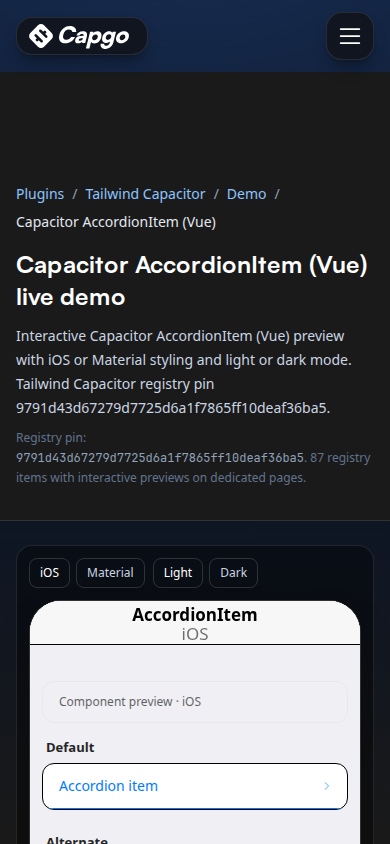 Capgo
Plugins / Tailwind Capacitor / Demo /
Capacitor AccordionItem (Vue)
Capacitor AccordionItem (Vue)
live demo
Interactive Capacitor AccordionItem (Vue) preview
with iOS or Material styling and light or dark mode.
Tailwind Capacitor registry pin
9791d43d67279d7725d6a1f7865ff10deaf36ba5.
Registry pin:
9791d43d67279d7725d6a1f7865ff10deaf36ba5. 87 registry
items with interactive previews on dedicated pages.
iOS Material Light Dark
AccordionItem
iOS
Component preview · iOS
Default
Accordion item
Alternate